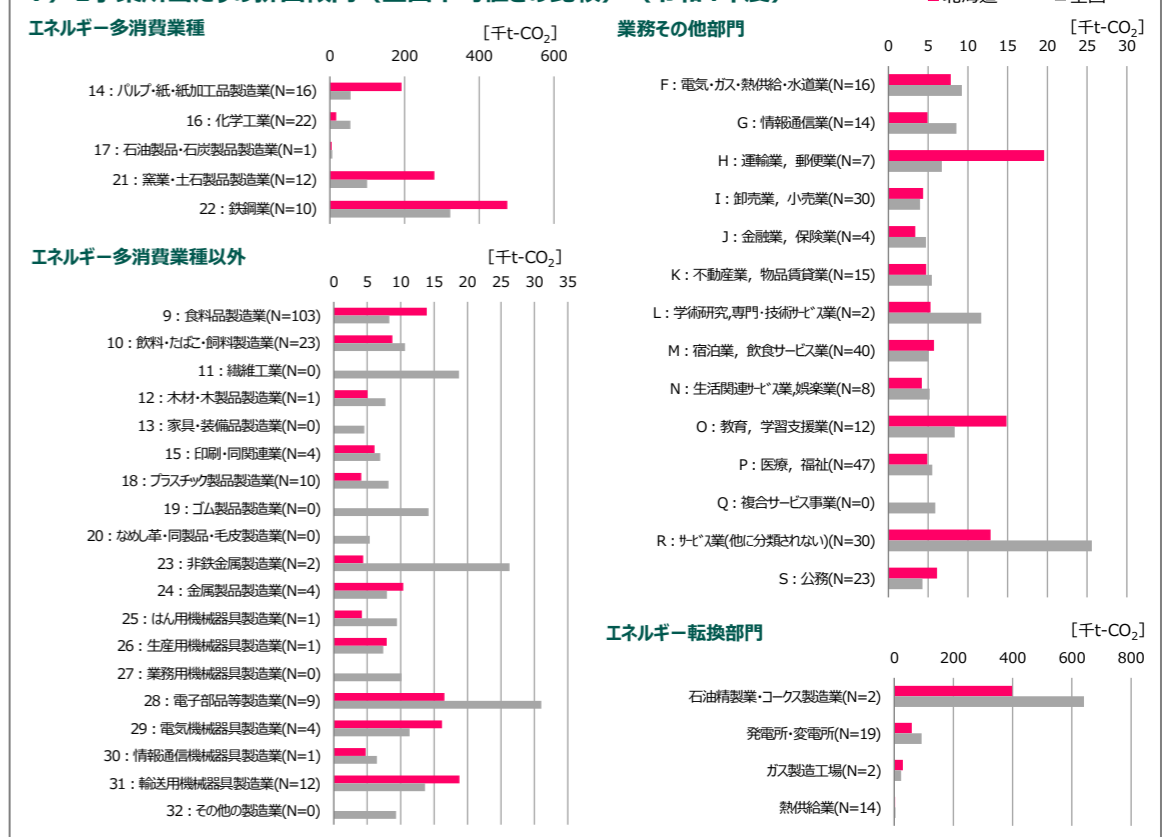 ■北海道 ■全国
エネルギー多消費業種
[千t-CO₂]
0 200 400 600
14：パルプ・紙・紙加工品製造業(N=16)
16：化学工業(N=22)
17：石油製品・石炭製品製造業(N=1)
21：窯業・土石製品製造業(N=12)
22：鉄鋼業(N=10)
エネルギー多消費業種以外
[千t-CO₂]
0 5 10 15 20 25 30 35
9：食料品製造業(N=103)
10：飲料・たばこ・飼料製造業(N=23)
11：繊維工業(N=0)
12：木材・木製品製造業(N=1)
13：家具・装備品製造業(N=0)
15：印刷・同関連業(N=4)
18：プラスチック製品製造業(N=10)
19：ゴム製品製造業(N=0)
20：なめし革・同製品・毛皮製造業(N=0)
23：非鉄金属製造業(N=2)
24：金属製品製造業(N=4)
25：はん用機械器具製造業(N=1)
26：生産用機械器具製造業(N=1)
27：業務用機械器具製造業(N=0)
28：電子部品等製造業(N=9)
29：電気機械器具製造業(N=4)
30：情報通信機械器具製造業(N=1)
31：輸送用機械器具製造業(N=12)
32：その他の製造業(N=0)
業務その他部門
[千t-CO₂]
0 5 10 15 20 25 30
F：電気・ガス・熱供給・水道業(N=16)
G：情報通信業(N=14)
H：運輸業，郵便業(N=7)
I：卸売業，小売業(N=30)
J：金融業，保険業(N=4)
K：不動産業，物品賃貸業(N=15)
L：学術研究,専門・技術サービス業(N=2)
M：宿泊業，飲食サービス業(N=40)
N：生活関連サービス業,娯楽業(N=8)
O：教育，学習支援業(N=12)
P：医療，福祉(N=47)
Q：複合サービス事業(N=0)
R：サービス業(他に分類されない)(N=30)
S：公務(N=23)
エネルギー転換部門
[千t-CO₂]
0 200 400 600 800
石油精製業・コークス製造業(N=2)
発電所・変電所(N=19)
ガス製造工場(N=2)
熱供給業(N=14)